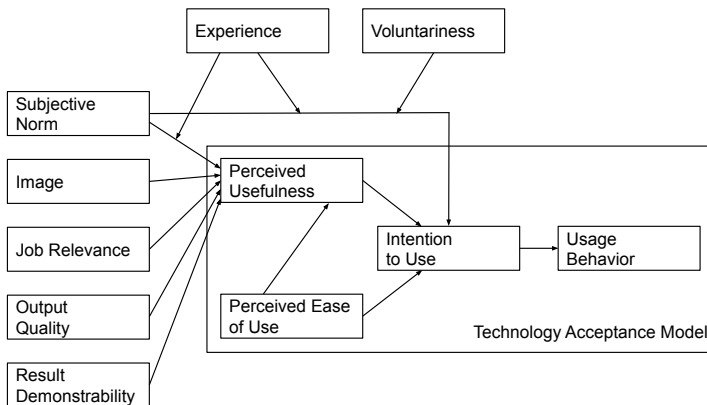 Experience
Voluntariness
Subjective
Norm
Image
Perceived
Usefulness
Job Relevance
Intention
to Use
Usage
Behavior
Output
Quality
Perceived Ease
of Use
Technology Acceptance Model
Result
Demonstrability